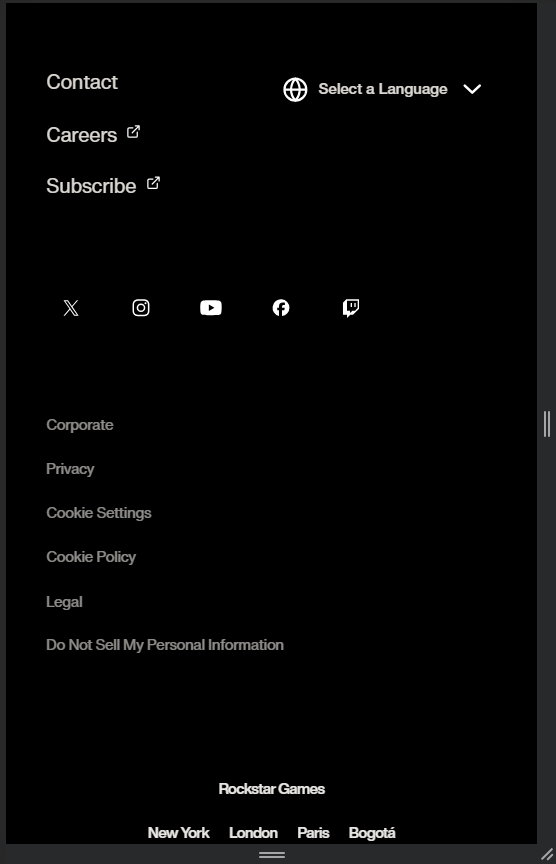 Contact
Select a Language
Careers
Subscribe
Corporate
Privacy
Cookie Settings
Cookie Policy
Legal
Do Not Sell My Personal Information
Rockstar Games
New York London Paris Bogotá